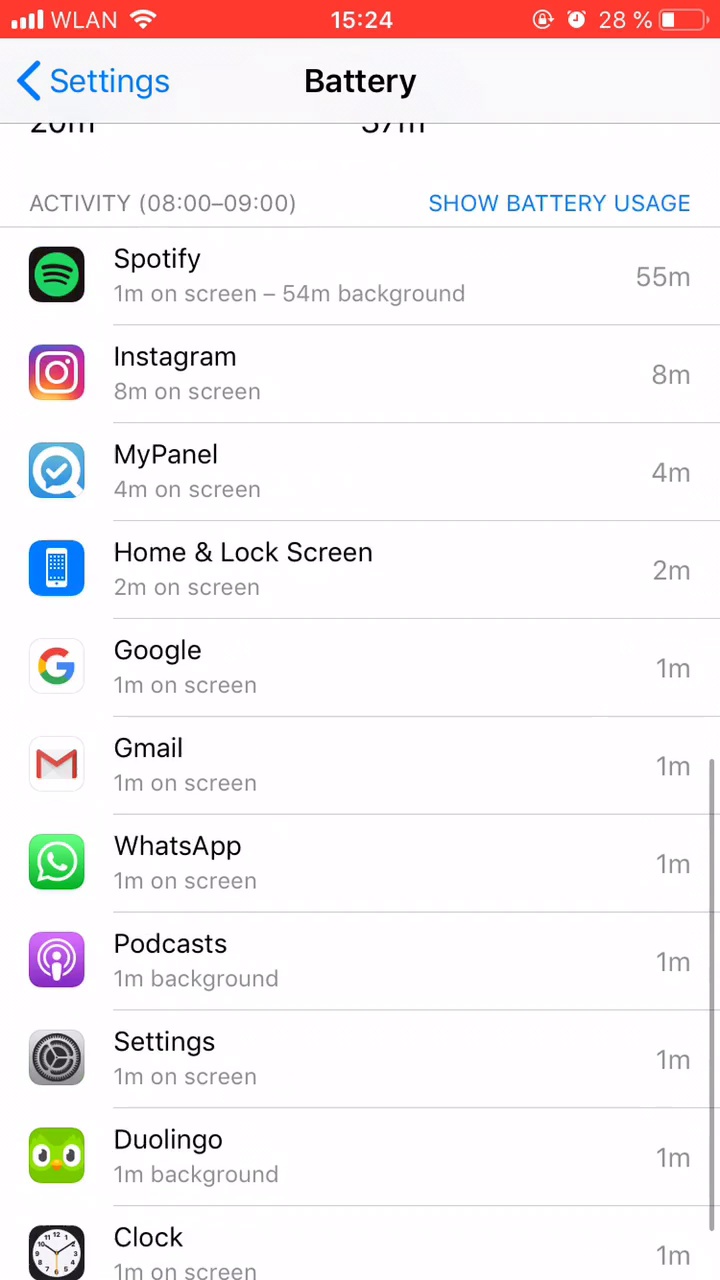 WLAN 15:24 28 %
Settings Battery
20m 37m
ACTIVITY (08:00–09:00) SHOW BATTERY USAGE
Spotify
1m on screen – 54m background 55m
Instagram
8m on screen 8m
MyPanel
4m on screen 4m
Home & Lock Screen
2m on screen 2m
Google
1m on screen 1m
Gmail
1m on screen 1m
WhatsApp
1m on screen 1m
Podcasts
1m background 1m
Settings
1m on screen 1m
Duolingo
1m background 1m
Clock
1m on screen 1m